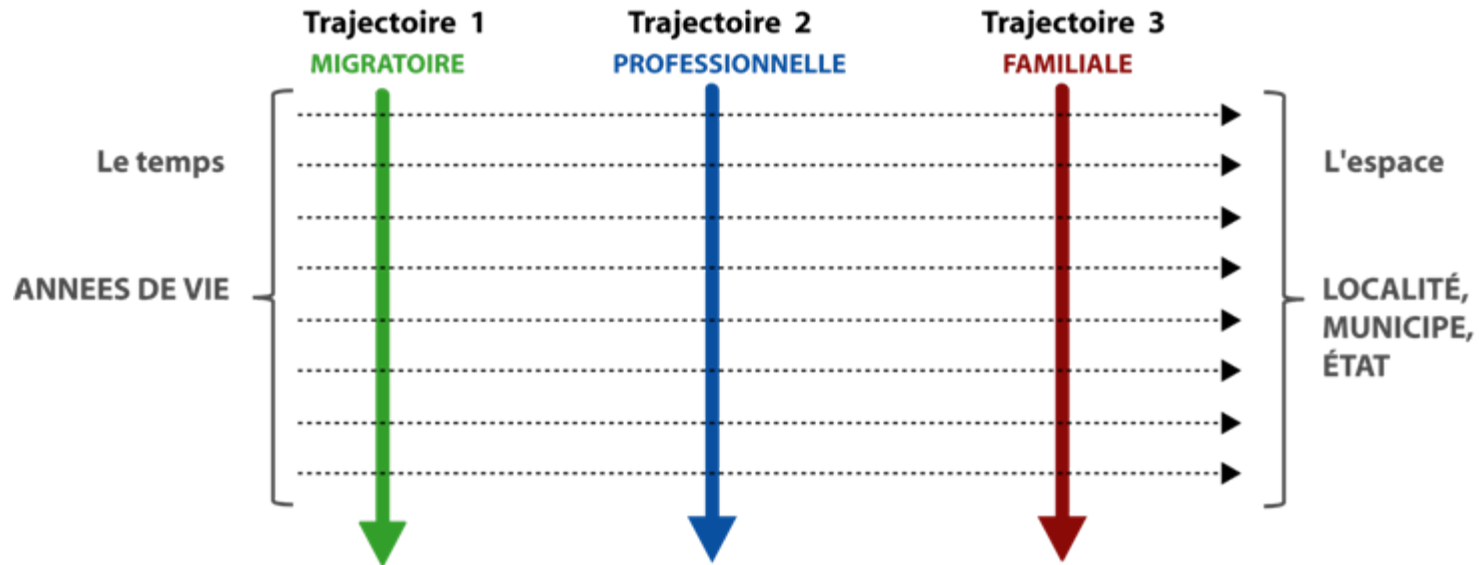 Trajectoire 1
Trajectoire 2
Trajectoire 3
MIGRATOIRE
PROFESSIONNELLE
FAMILIALE
Le temps
L'espace
ANNEES DE VIE
LOCALITÉ,
MUNICIPE,
ÉTAT